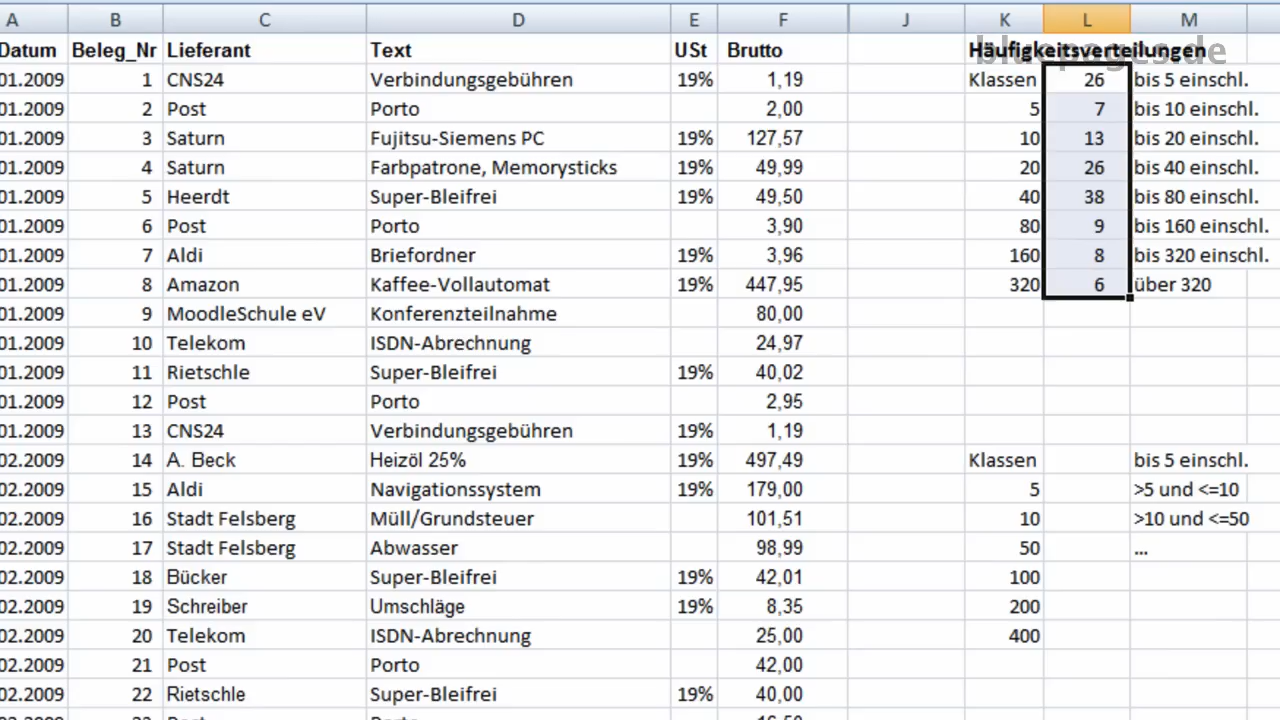 A B C D E F J K L M
Datum Beleg_Nr Lieferant Text USt Brutto Häufigkeitsverteilungen
bluepages.de
01.2009 1 CNS24 Verbindungsgebühren 19% 1,19 Klassen 26 bis 5 einschl.
01.2009 2 Post Porto 2,00 5 7 bis 10 einschl.
01.2009 3 Saturn Fujitsu-Siemens PC 19% 127,57 10 13 bis 20 einschl.
01.2009 4 Saturn Farbpatrone, Memorysticks 19% 49,99 20 26 bis 40 einschl.
01.2009 5 Heerdt Super-Bleifrei 19% 49,50 40 38 bis 80 einschl.
01.2009 6 Post Porto 3,90 80 9 bis 160 einschl.
01.2009 7 Aldi Briefordner 19% 3,96 160 8 bis 320 einschl.
01.2009 8 Amazon Kaffee-Vollautomat 19% 447,95 320 6 über 320
01.2009 9 MoodleSchule eV Konferenzteilnahme 80,00
01.2009 10 Telekom ISDN-Abrechnung 24,97
01.2009 11 Rietschle Super-Bleifrei 19% 40,02
01.2009 12 Post Porto 2,95
01.2009 13 CNS24 Verbindungsgebühren 19% 1,19
02.2009 14 A. Beck Heizöl 25% 19% 497,49 Klassen bis 5 einschl.
02.2009 15 Aldi Navigationssystem 19% 179,00 5 >5 und <=10
02.2009 16 Stadt Felsberg Müll/Grundsteuer 101,51 10 >10 und <=50
02.2009 17 Stadt Felsberg Abwasser 98,99 50 ...
02.2009 18 Bücker Super-Bleifrei 19% 42,01 100
02.2009 19 Schreiber Umschläge 19% 8,35 200
02.2009 20 Telekom ISDN-Abrechnung 25,00 400
02.2009 21 Post Porto 42,00
02.2009 22 Rietschle Super-Bleifrei 19% 40,00